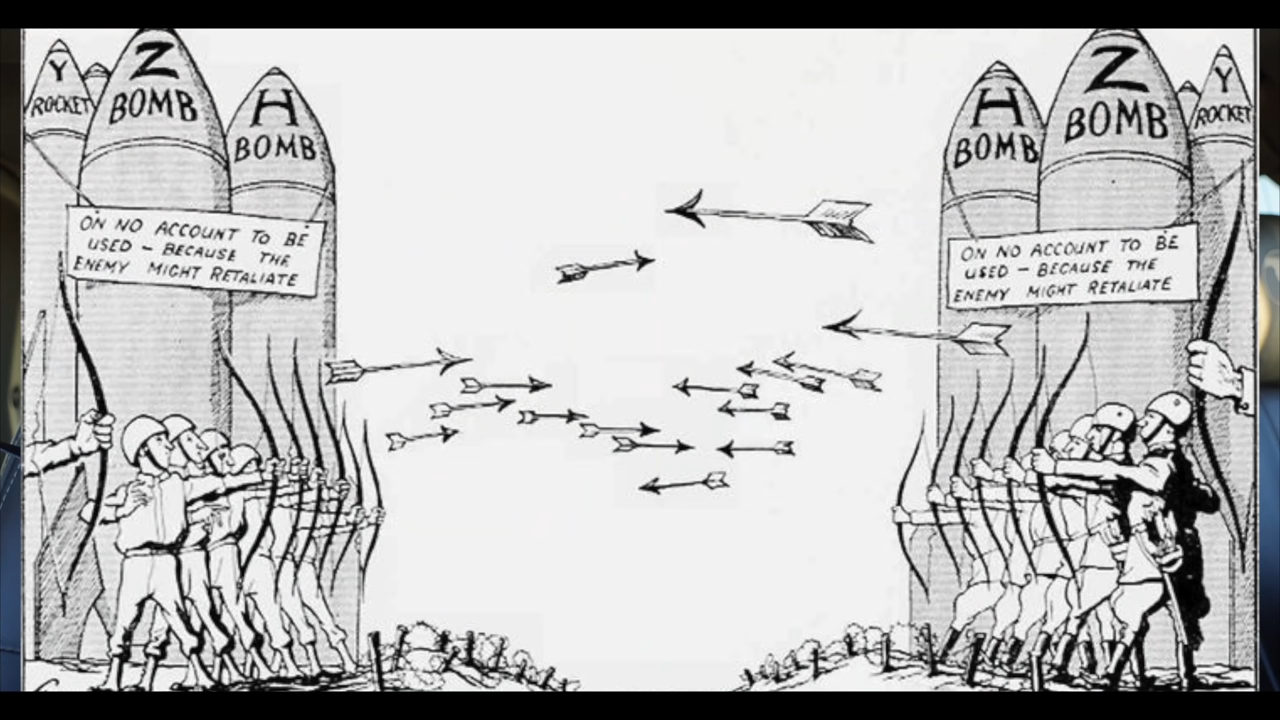 Y
ROCKET
Z
BOMB
H
BOMB
ON NO ACCOUNT TO BE
USED – BECAUSE THE
ENEMY MIGHT RETALIATE
H
BOMB
Z
BOMB
Y
ROCKET
ON NO ACCOUNT TO BE
USED – BECAUSE THE
ENEMY MIGHT RETALIATE